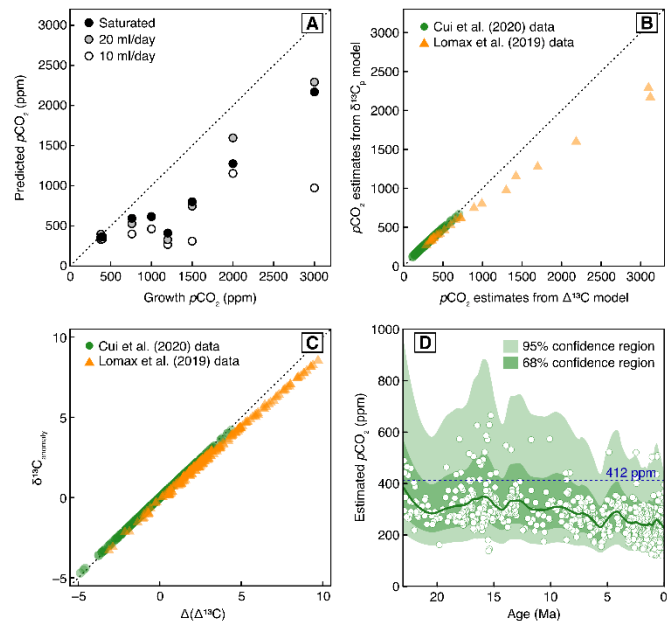 A
Saturated
20 ml/day
10 ml/day
3000
2500
2000
1500
1000
500
0
Predicted pCO₂ (ppm)
0 500 1000 1500 2000 2500 3000
Growth pCO₂ (ppm)
B
Cui et al. (2020) data
Lomax et al. (2019) data
3000
2500
2000
1500
1000
500
0
pCO₂ estimates from δ¹³Cₚ model
0 500 1000 1500 2000 2500 3000
pCO₂ estimates from Δ¹³C model
C
Cui et al. (2020) data
Lomax et al. (2019) data
10
5
0
−5
δ¹³Canomaly
−5 0 5 10
Δ(Δ¹³C)
D
95% confidence region
68% confidence region
412 ppm
1000
800
600
400
200
0
Estimated pCO₂ (ppm)
20 15 10 5 0
Age (Ma)